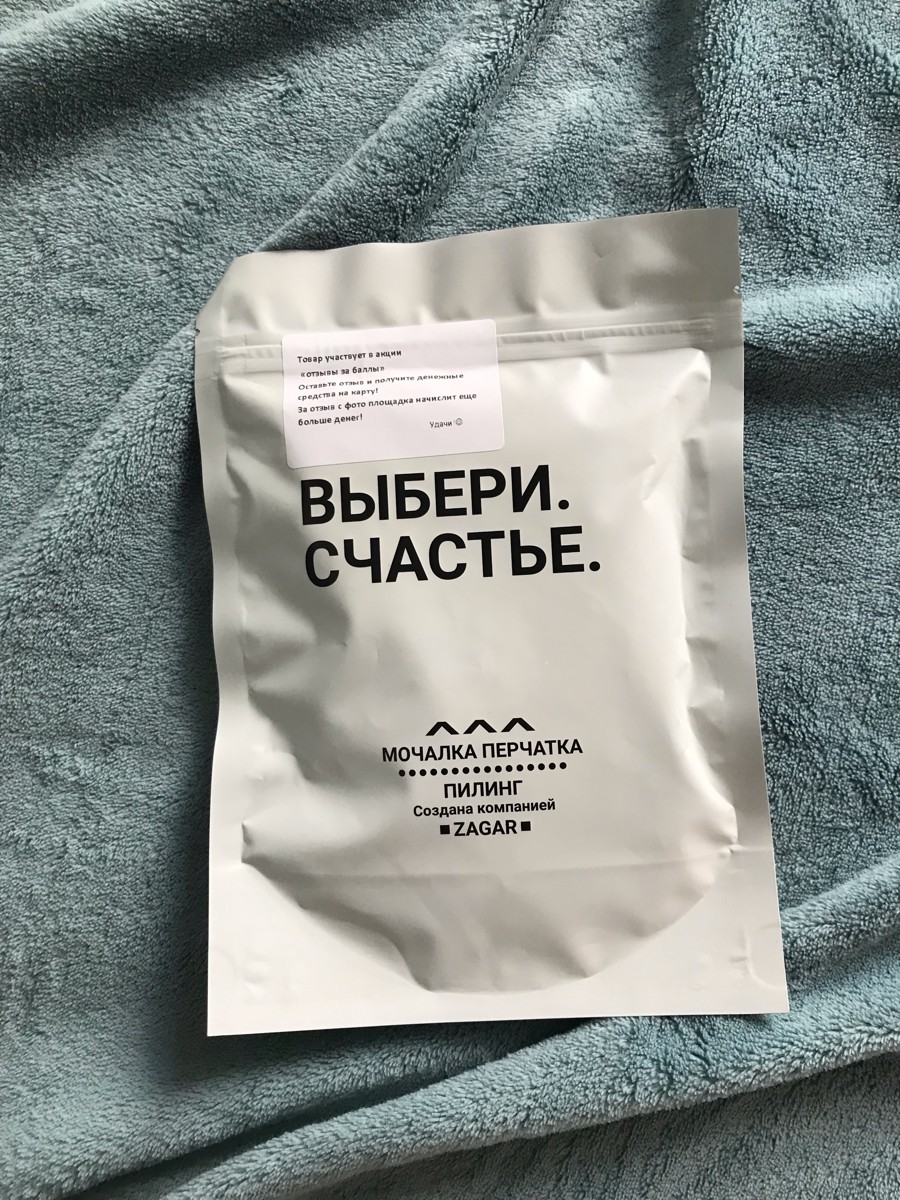 Товар участвует в акции
«отзывы за баллы»
Оставьте отзыв и получите денежные
средства на карту!
За отзыв с фото площадка начислит еще
больше денег!
Удачи ☺
ВЫБЕРИ.
СЧАСТЬЕ.
МОЧАЛКА ПЕРЧАТКА
ПИЛИНГ
Создана компанией
ZAGAR